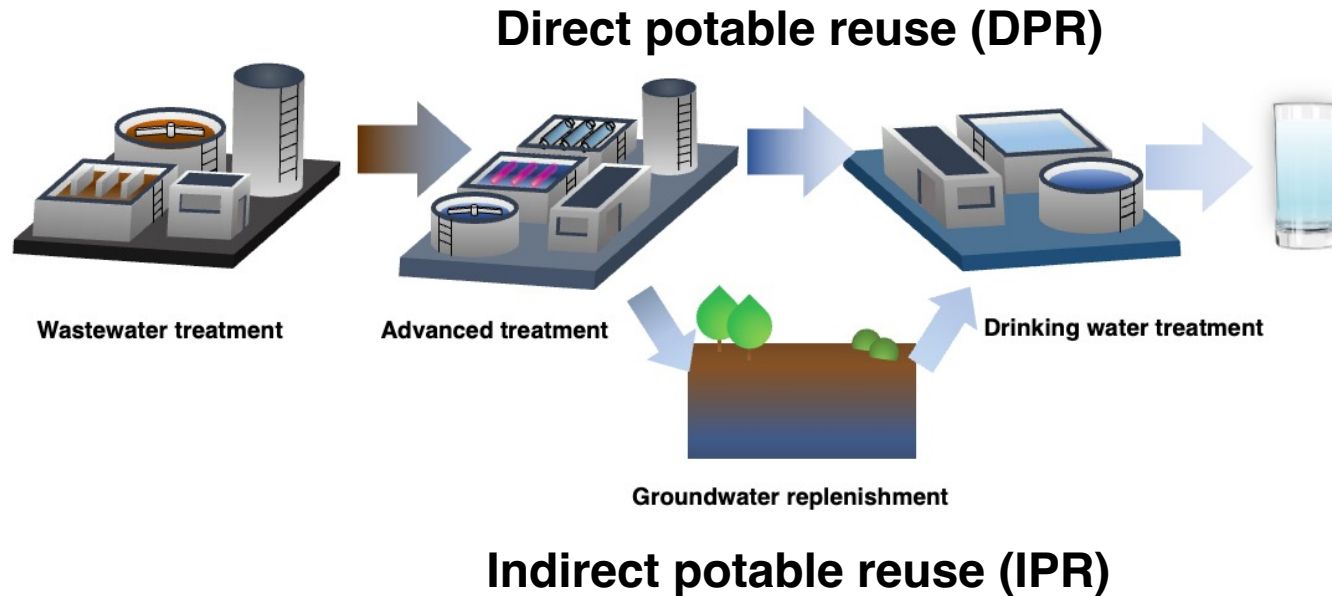 Direct potable reuse (DPR)
Wastewater treatment
Advanced treatment
Drinking water treatment
Groundwater replenishment
Indirect potable reuse (IPR)